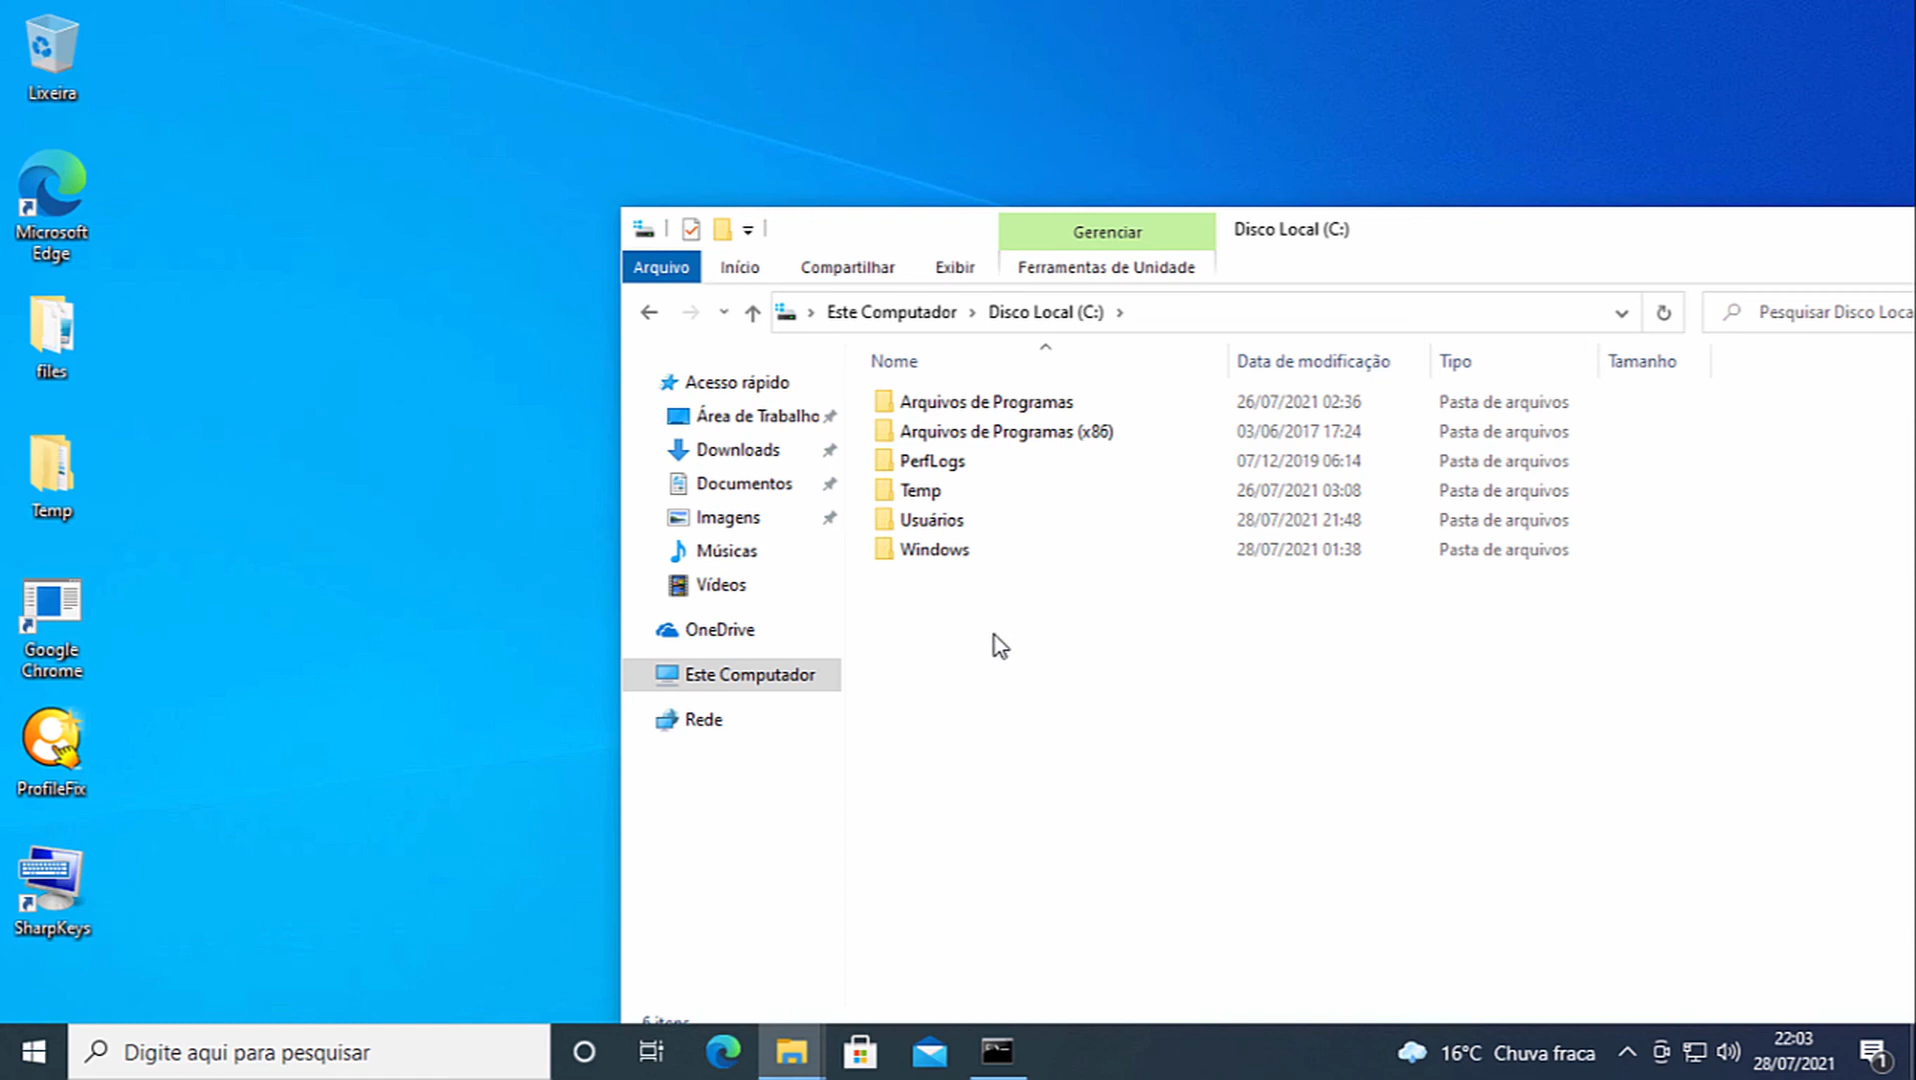 Lixeira
Microsoft
Edge
files
Temp
Google
Chrome
ProfileFix
SharpKeys
Gerenciar
Disco Local (C:)
Arquivo
Início
Compartilhar
Exibir
Ferramentas de Unidade
Este Computador
Disco Local (C:)
Pesquisar Disco Loca
Nome
Data de modificação
Tipo
Tamanho
Acesso rápido
Área de Trabalho
Downloads
Documentos
Imagens
Músicas
Vídeos
OneDrive
Este Computador
Rede
Arquivos de Programas 26/07/2021 02:36 Pasta de arquivos
Arquivos de Programas (x86) 03/06/2017 17:24 Pasta de arquivos
PerfLogs 07/12/2019 06:14 Pasta de arquivos
Temp 26/07/2021 03:08 Pasta de arquivos
Usuários 28/07/2021 21:48 Pasta de arquivos
Windows 28/07/2021 01:38 Pasta de arquivos
6 itens
Digite aqui para pesquisar
16°C Chuva fraca
22:03
28/07/2021
1